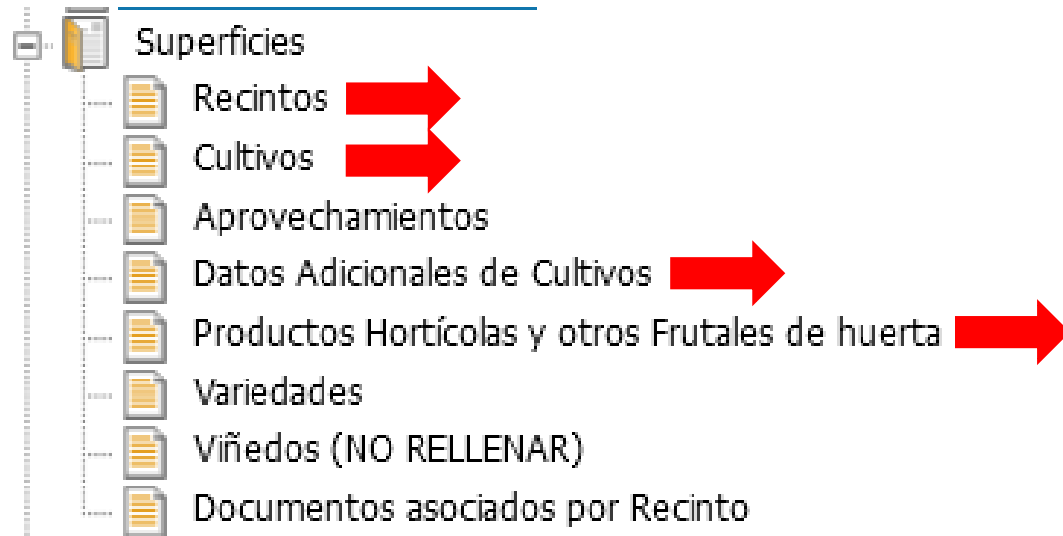 Superficies
Recintos
Cultivos
Aprovechamientos
Datos Adicionales de Cultivos
Productos Hortícolas y otros Frutales de huerta
Variedades
Viñedos (NO RELLENAR)
Documentos asociados por Recinto